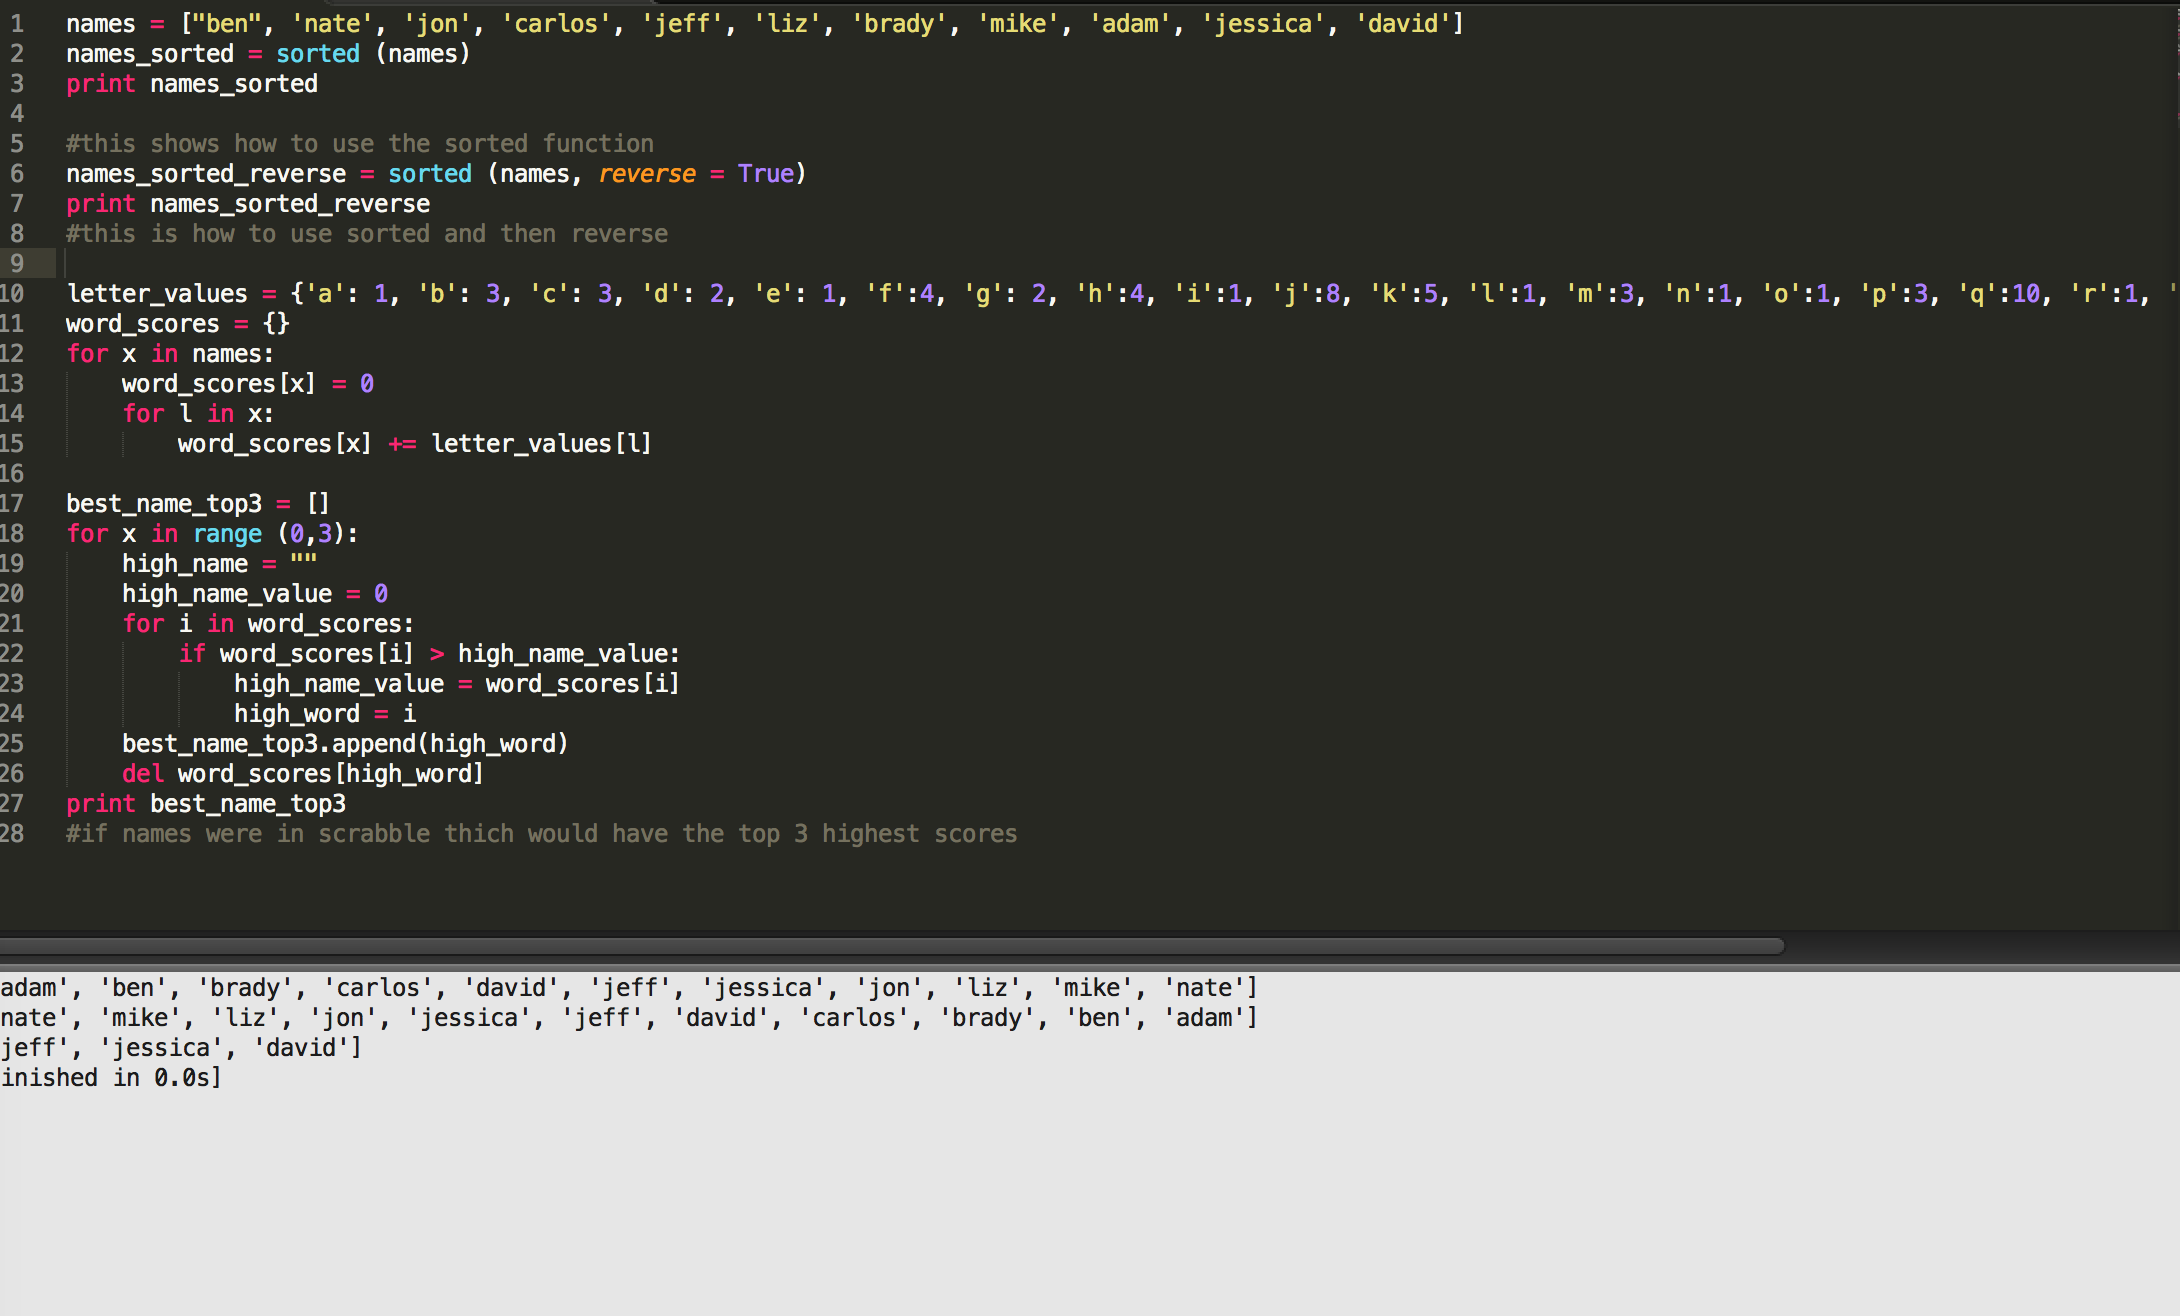 1 names = ["ben", 'nate', 'jon', 'carlos', 'jeff', 'liz', 'brady', 'mike', 'adam', 'jessica', 'david']
2 names_sorted = sorted (names)
3 print names_sorted
4
5 #this shows how to use the sorted function
6 names_sorted_reverse = sorted (names, reverse = True)
7 print names_sorted_reverse
8 #this is how to use sorted and then reverse
9
10 letter_values = {'a': 1, 'b': 3, 'c': 3, 'd': 2, 'e': 1, 'f':4, 'g': 2, 'h':4, 'i':1, 'j':8, 'k':5, 'l':1, 'm':3, 'n':1, 'o':1, 'p':3, 'q':10, 'r':1, '
11 word_scores = {}
12 for x in names:
13 word_scores[x] = 0
14 for l in x:
15 word_scores[x] += letter_values[l]
16
17 best_name_top3 = []
18 for x in range (0,3):
19 high_name = ""
20 high_name_value = 0
21 for i in word_scores:
22 if word_scores[i] > high_name_value:
23 high_name_value = word_scores[i]
24 high_word = i
25 best_name_top3.append(high_word)
26 del word_scores[high_word]
27 print best_name_top3
28 #if names were in scrabble thich would have the top 3 highest scores
adam', 'ben', 'brady', 'carlos', 'david', 'jeff', 'jessica', 'jon', 'liz', 'mike', 'nate']
nate', 'mike', 'liz', 'jon', 'jessica', 'jeff', 'david', 'carlos', 'brady', 'ben', 'adam']
jeff', 'jessica', 'david']
inished in 0.0s]